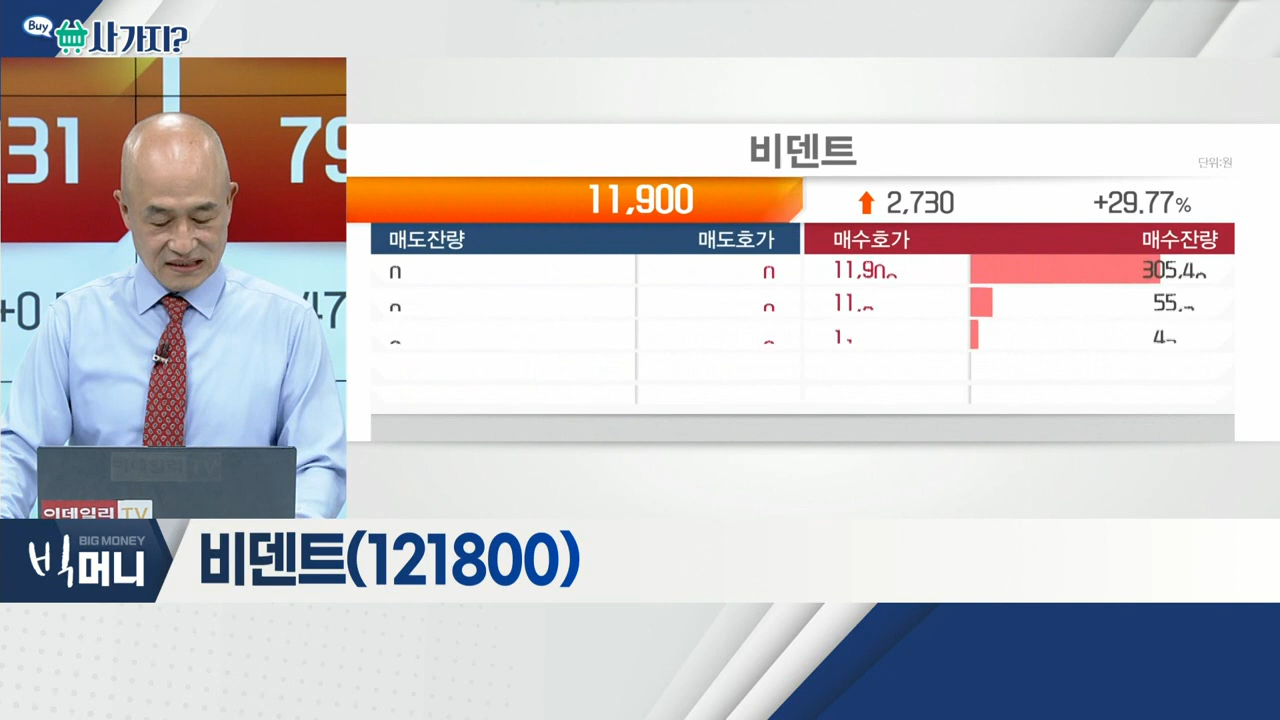 Buy 사가지?
31 79
비덴트
단위:원
11,900 2,730 +29.77%
매도잔량 매도호가 매수호가 매수잔량
이데일리TV
BIG MONEY
빅머니
비덴트(121800)